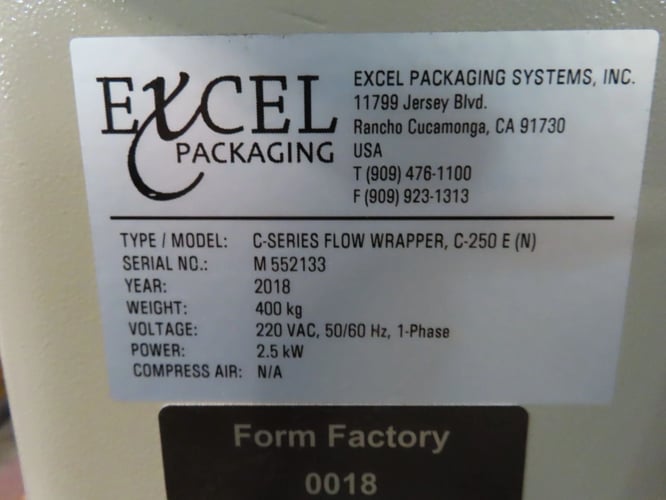 EXCEL
PACKAGING
EXCEL PACKAGING SYSTEMS, INC.
11799 Jersey Blvd.
Rancho Cucamonga, CA 91730
USA
T (909) 476-1100
F (909) 923-1313
TYPE / MODEL: C-SERIES FLOW WRAPPER, C-250 E (N)
SERIAL NO.: M 552133
YEAR: 2018
WEIGHT: 400 kg
VOLTAGE: 220 VAC, 50/60 Hz, 1-Phase
POWER: 2.5 kW
COMPRESS AIR: N/A
Form Factory
0018